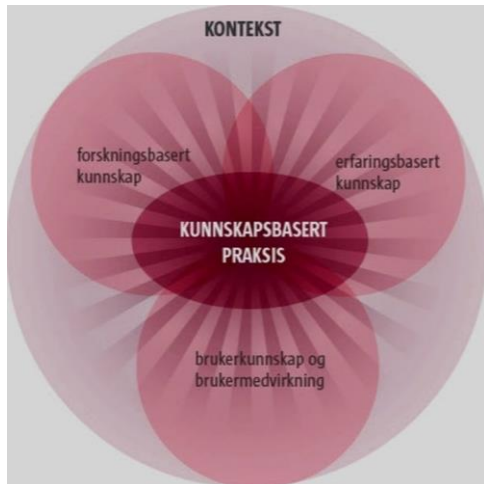 KONTEKST
forskningsbasert
kunnskap
erfaringsbasert
kunnskap
KUNNSKAPSBASERT
PRAKSIS
brukerkunnskap og
brukermedvirkning